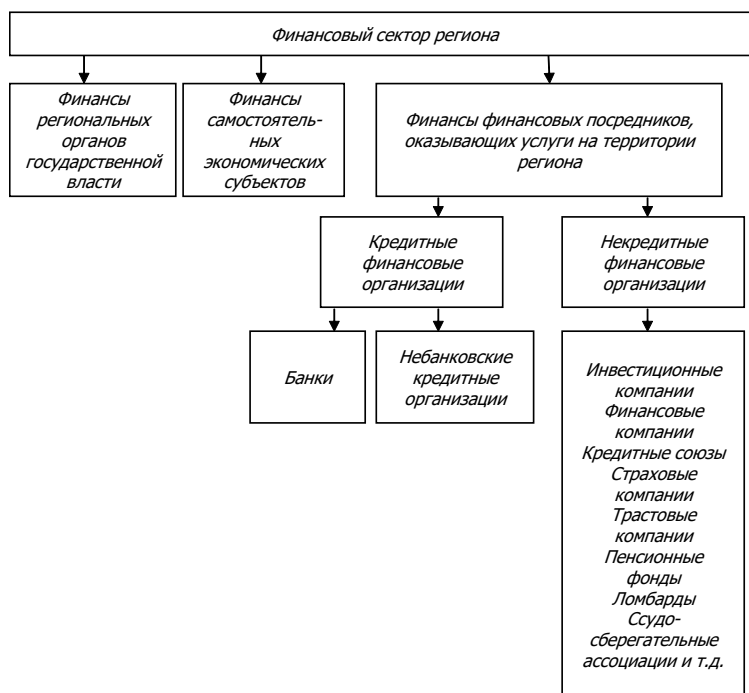 Финансовый сектор региона
Финансы
региональных
органов
государственной
власти
Финансы
самостоятель-
ных
экономических
субъектов
Финансы финансовых посредников,
оказывающих услуги на территории
региона
Кредитные
финансовые
организации
Некредитные
финансовые
организации
Банки
Небанковские
кредитные
организации
Инвестиционные
компании
Финансовые
компании
Кредитные союзы
Страховые
компании
Трастовые
компании
Пенсионные
фонды
Ломбарды
Ссудо-
сберегательные
ассоциации и т.д.